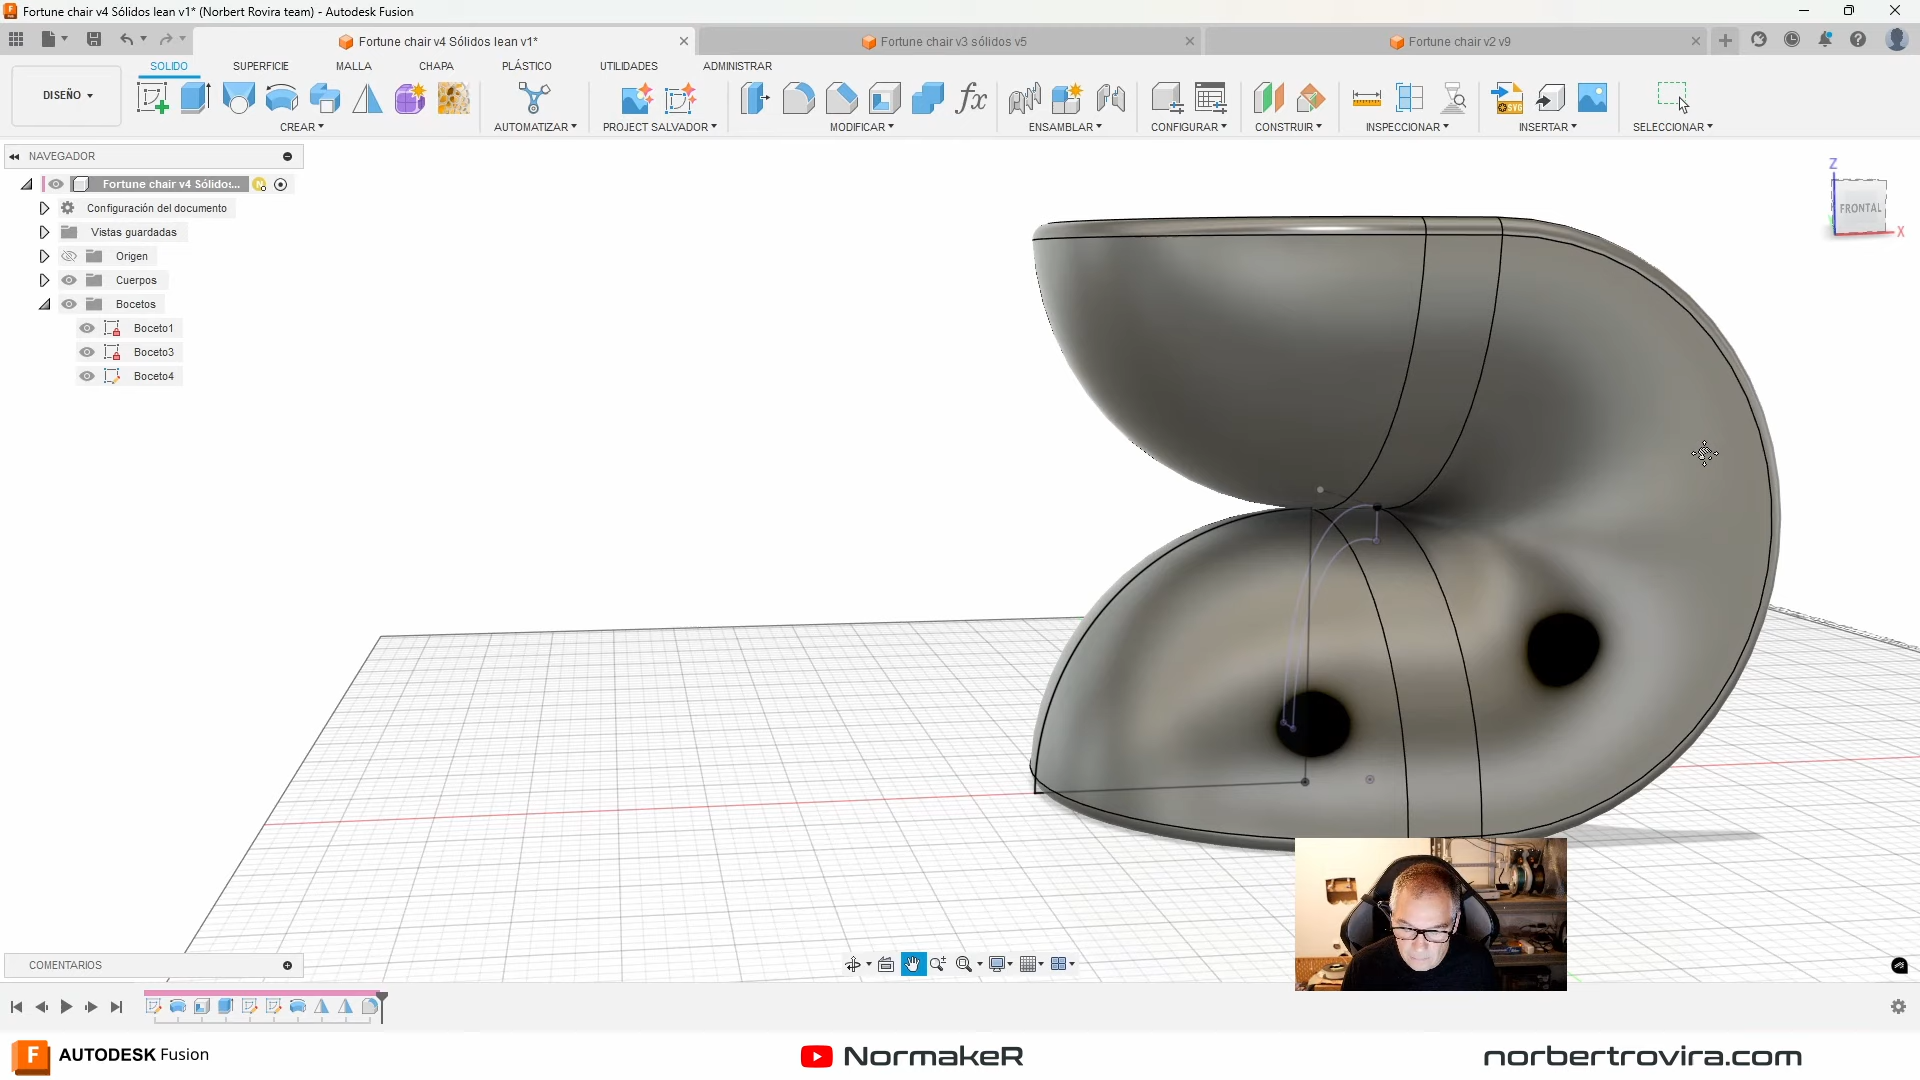 Fortune chair v4 Sólidos lean v1* (Norbert Rovira team) - Autodesk Fusion
Fortune chair v4 Sólidos lean v1*
Fortune chair v3 sólidos v5
Fortune chair v2 v9
SOLIDO
SUPERFICIE
MALLA
CHAPA
PLÁSTICO
UTILIDADES
ADMINISTRAR
DISEÑO
CREAR
AUTOMATIZAR
PROJECT SALVADOR
MODIFICAR
ENSAMBLAR
CONFIGURAR
CONSTRUIR
INSPECCIONAR
INSERTAR
SELECCIONAR
NAVEGADOR
Fortune chair v4 Sólido:...
Configuración del documento
Vistas guardadas
Origen
Cuerpos
Bocetos
Boceto1
Boceto3
Boceto4
Z
FRONTAL
X
COMENTARIOS
F AUTODESK Fusion
NormakeR
norbertrovira.com